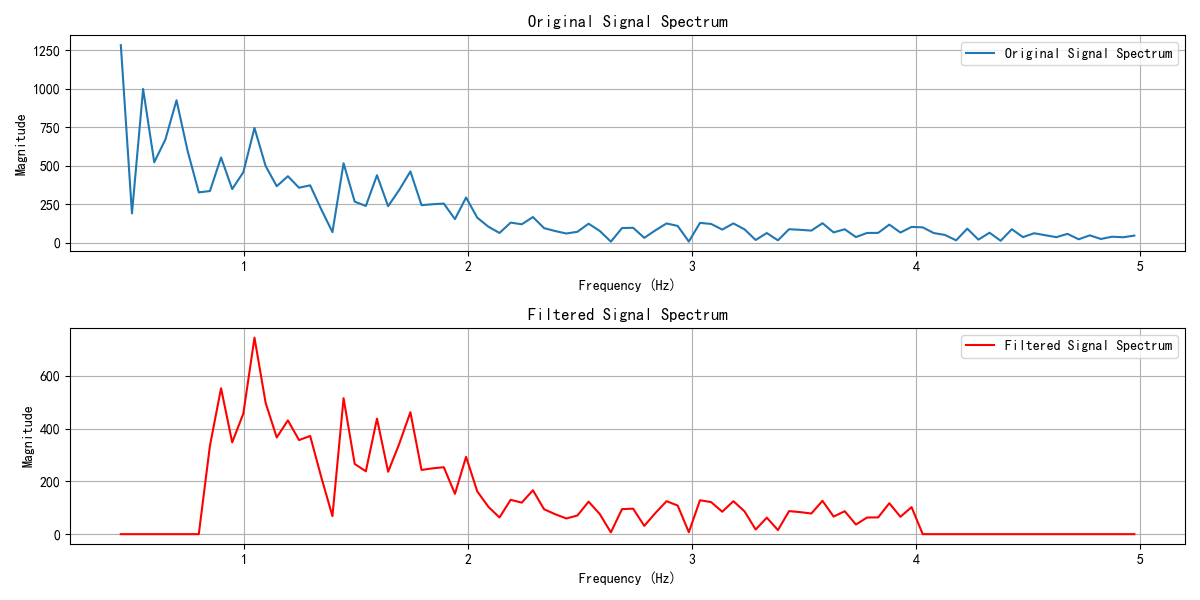 Original Signal Spectrum
Original Signal Spectrum
Magnitude
1250
1000
750
500
250
0
1 2 3 4 5
Frequency (Hz)
Filtered Signal Spectrum
Filtered Signal Spectrum
Magnitude
600
400
200
0
1 2 3 4 5
Frequency (Hz)